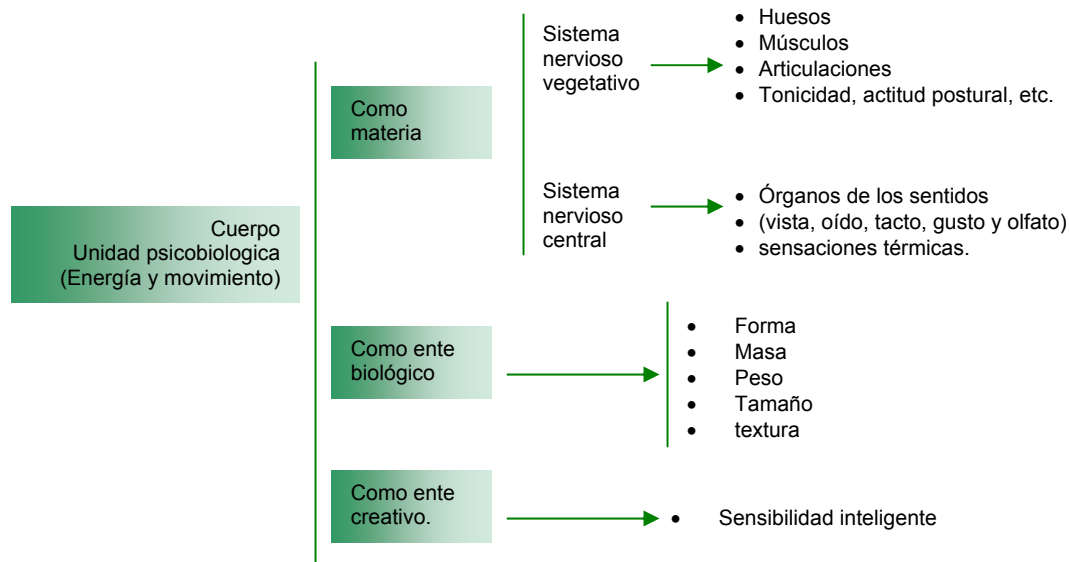 Cuerpo
Unidad psicobiologica
(Energía y movimiento)
Como
materia
Sistema
nervioso
vegetativo
• Huesos
• Músculos
• Articulaciones
• Tonicidad, actitud postural, etc.
Sistema
nervioso
central
• Órganos de los sentidos
• (vista, oído, tacto, gusto y olfato)
• sensaciones térmicas.
Como ente
biológico
• Forma
• Masa
• Peso
• Tamaño
• textura
Como ente
creativo.
• Sensibilidad inteligente